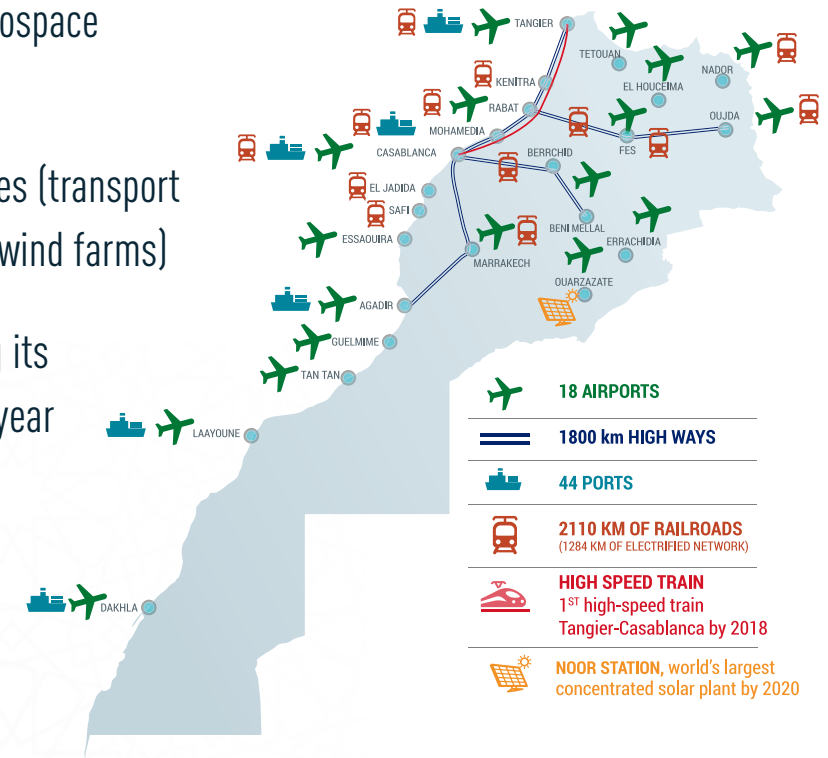 ospace
es (transport
wind farms)
its
year
TANGIER
TETOUAN
NADOR
KENITRA
EL HOUCEIMA
RABAT
OUJDA
MOHAMEDIA
FES
CASABLANCA
BERRCHID
EL JADIDA
SAFI
BENI MELLAL
ESSAOUIRA
ERRACHIDIA
MARRAKECH
OUARZAZATE
AGADIR
GUELMIME
TAN TAN
LAAYOUNE
DAKHLA
18 AIRPORTS
1800 km HIGH WAYS
44 PORTS
2110 KM OF RAILROADS
(1284 KM OF ELECTRIFIED NETWORK)
HIGH SPEED TRAIN
1ST high-speed train
Tangier-Casablanca by 2018
NOOR STATION, world's largest
concentrated solar plant by 2020